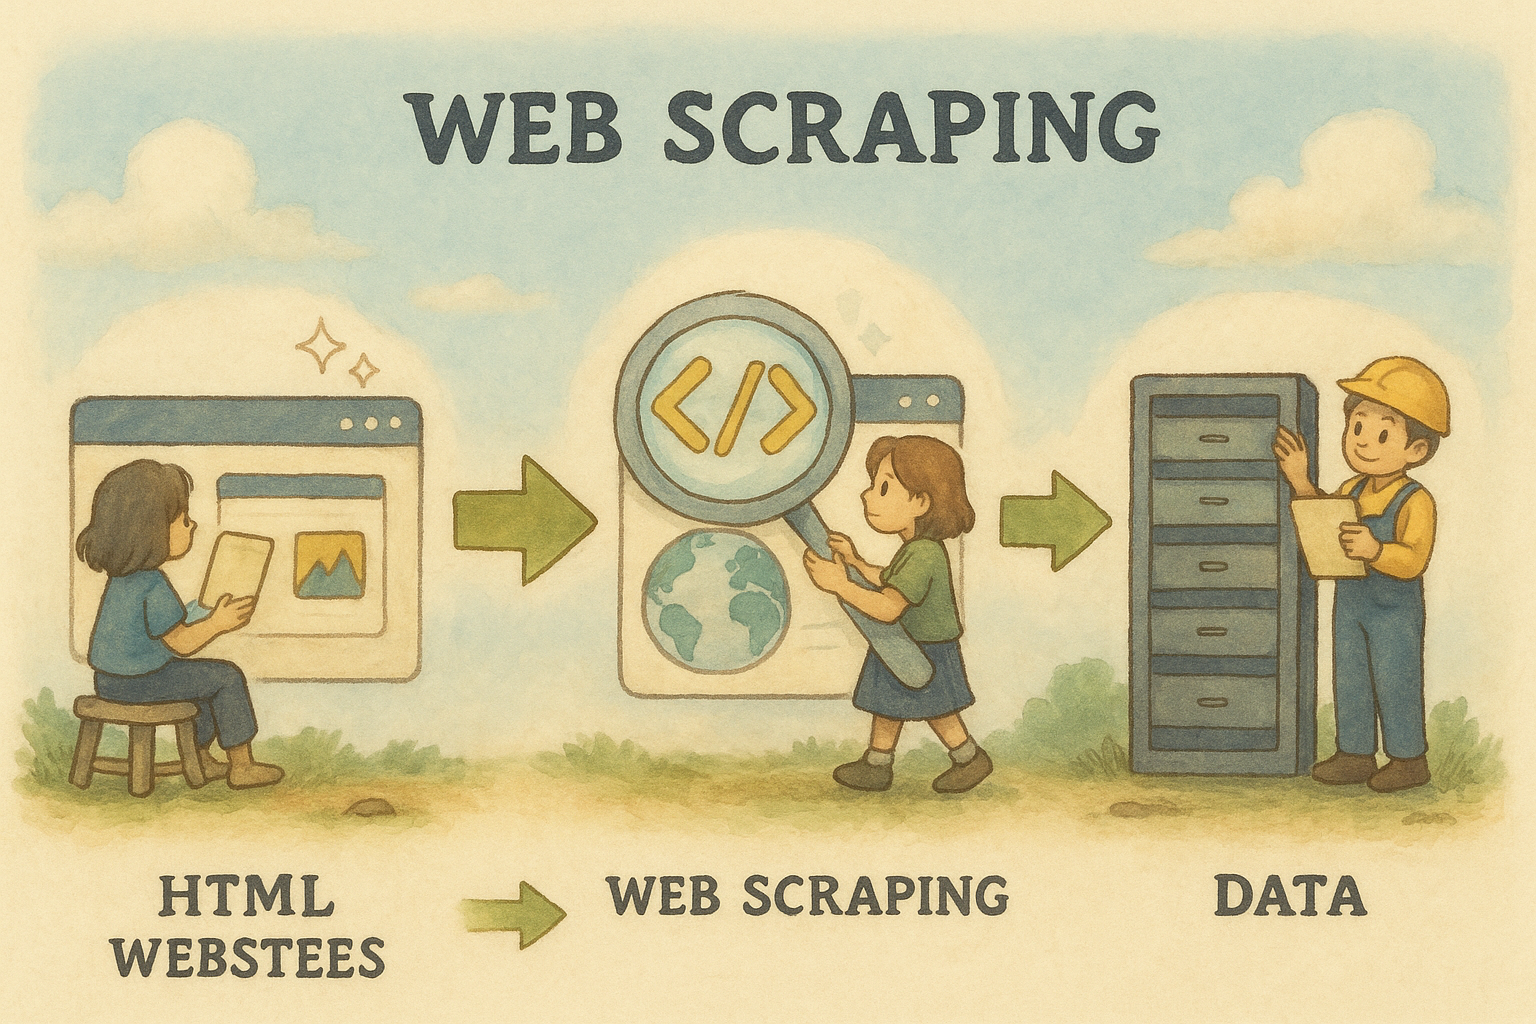 WEB SCRAPING
</>
HTML
WEBSTEES
WEB SCRAPING
DATA